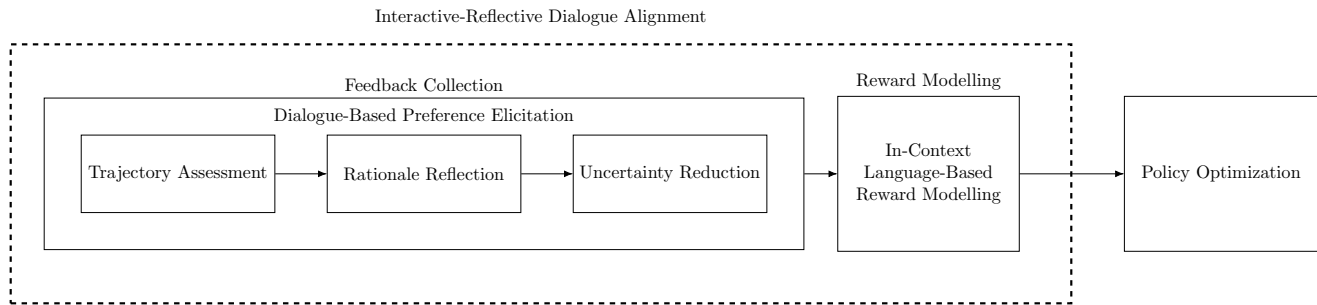 Interactive-Reflective Dialogue Alignment
Feedback Collection
Dialogue-Based Preference Elicitation
Trajectory Assessment
Rationale Reflection
Uncertainty Reduction
Reward Modelling
In-Context
Language-Based
Reward Modelling
Policy Optimization